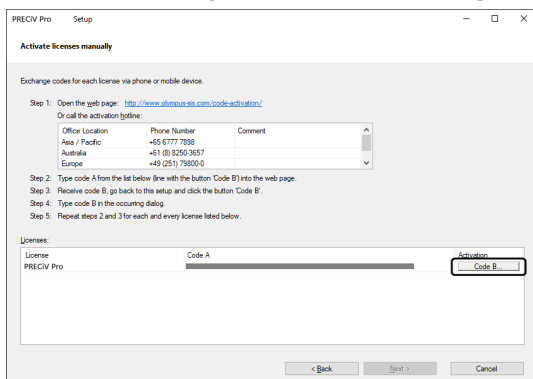 PRECiV Pro Setup
Activate licenses manually
Exchange codes for each license via phone or mobile device.
Step 1: Open the web page: http://www.olympus-sis.com/code-activation/
Or call the activation hotline:
Office Location Phone Number Comment
Asia / Pacific +65 6777 7898
Australia +61 (8) 8250-3657
Europe +49 (251) 79800-0
Step 2: Type code A from the list below (line with the button 'Code B') into the web page.
Step 3: Receive code B, go back to this setup and click the button 'Code B'.
Step 4: Type code B in the occurring dialog.
Step 5: Repeat steps 2 and 3 for each and every license listed below.
Licenses:
License Code A Activation
PRECiV Pro Code B...
< Back Next > Cancel